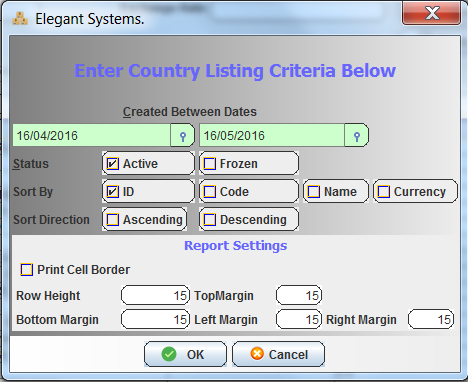 Elegant Systems.
Enter Country Listing Criteria Below
Created Between Dates
16/04/2016 16/05/2016
Status Active Frozen
Sort By ID Code Name Currency
Sort Direction Ascending Descending
Report Settings
Print Cell Border
Row Height 15 TopMargin 15
Bottom Margin 15 Left Margin 15 Right Margin 15
OK Cancel